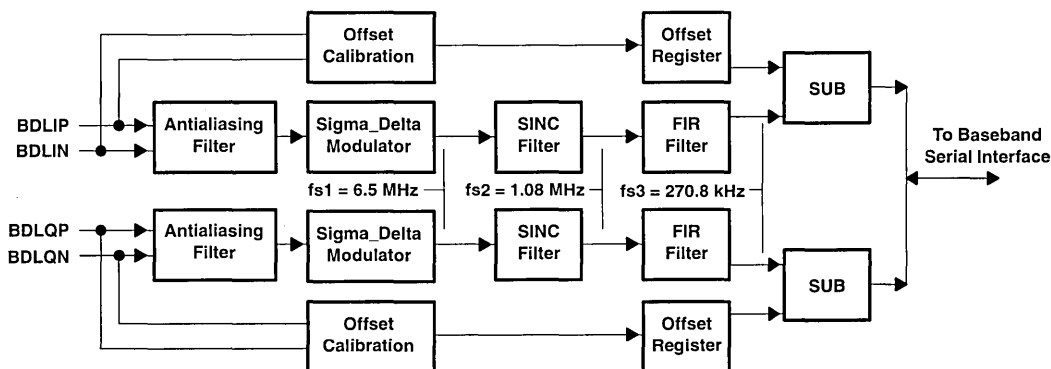 Offset
Calibration
Offset
Register
SUB
BDLIP
BDLIN
Antialiasing
Filter
Sigma_Delta
Modulator
SINC
Filter
FIR
Filter
To Baseband
Serial Interface
fs1 = 6.5 MHz
fs2 = 1.08 MHz
fs3 = 270.8 kHz
BDLQP
BDLQN
Antialiasing
Filter
Sigma_Delta
Modulator
SINC
Filter
FIR
Filter
SUB
Offset
Calibration
Offset
Register